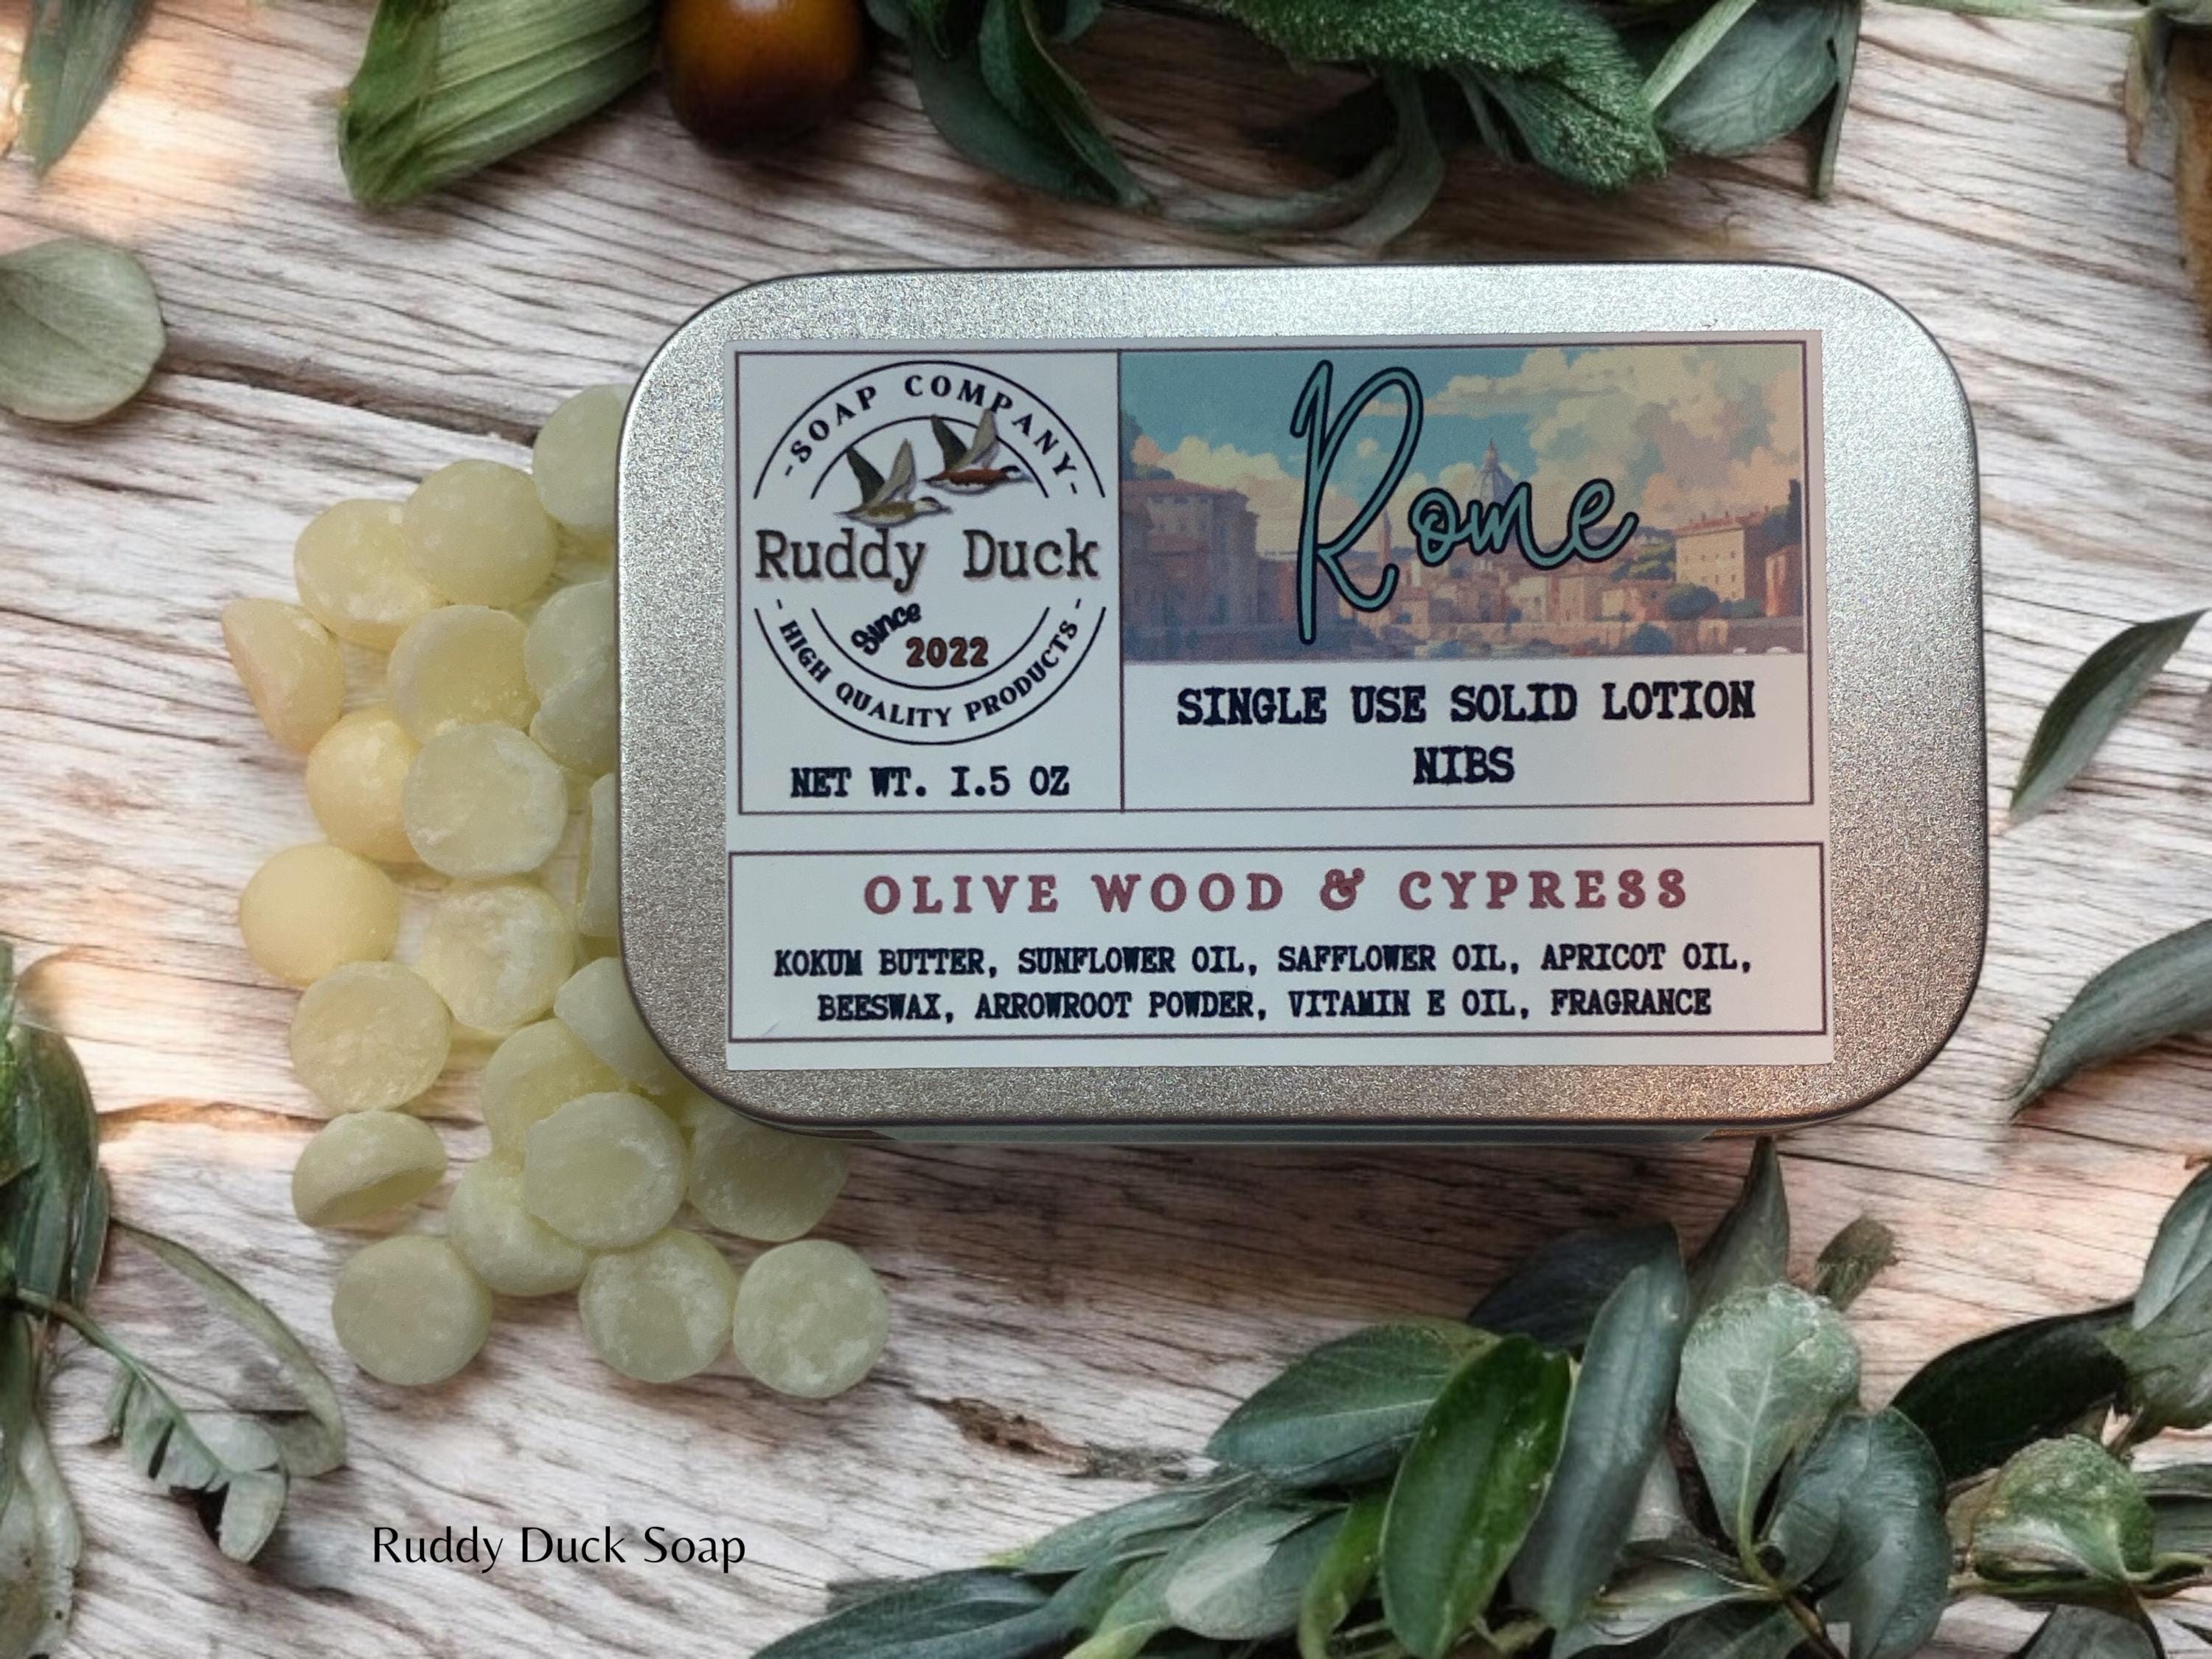 -SOAP COMPANY-
Ruddy Duck
Since
2022
-HIGH QUALITY PRODUCTS-
NET WT. 1.5 OZ
Rome
SINGLE USE SOLID LOTION
NIBS
OLIVE WOOD & CYPRESS
KOKUM BUTTER, SUNFLOWER OIL, SAFFLOWER OIL, APRICOT OIL,
BEESWAX, ARROWROOT POWDER, VITAMIN E OIL, FRAGRANCE
Ruddy Duck Soap